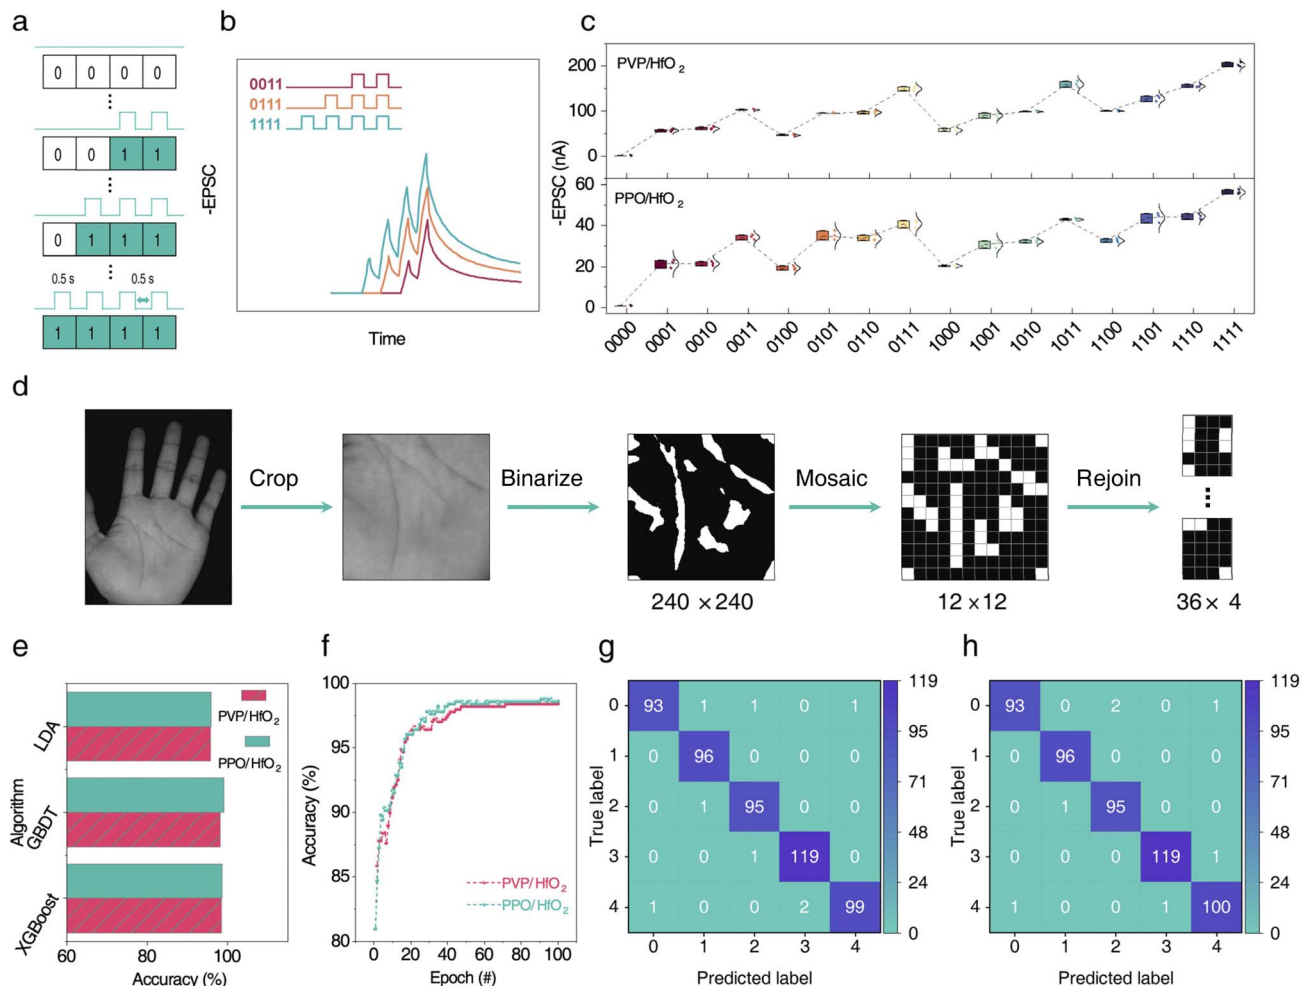 a
0 0 0 0
0 0 1 1
0 1 1 1
0.5 s 0.5 s
1 1 1 1
b
0011
0111
1111
-EPSC
Time
c
PVP/HfO2
200
100
0
-EPSC (nA)
PPO/HfO2
60
40
20
0
0000 0001 0010 0011 0100 0101 0110 0111 1000 1001 1010 1011 1100 1101 1110 1111
d
Crop
Binarize
Mosaic
Rejoin
240 ×240
12 ×12
36× 4
e
Algorithm
LDA
GBDT
XGBoost
PVP/HfO2
PPO/HfO2
60 80 100
Accuracy (%)
f
Accuracy (%)
100
95
90
85
80
PVP/HfO2
PPO/HfO2
0 20 40 60 80 100
Epoch (#)
g
True label
0 93 1 1 0 1
1 0 96 0 0 0
2 0 1 95 0 0
3 0 0 1 119 0
4 1 0 0 2 99
0 1 2 3 4
Predicted label
119
95
71
48
24
0
h
True label
0 93 0 2 0 1
1 0 96 0 0 0
2 0 1 95 0 0
3 0 0 0 119 1
4 1 0 0 1 100
0 1 2 3 4
Predicted label
119
95
71
48
24
0